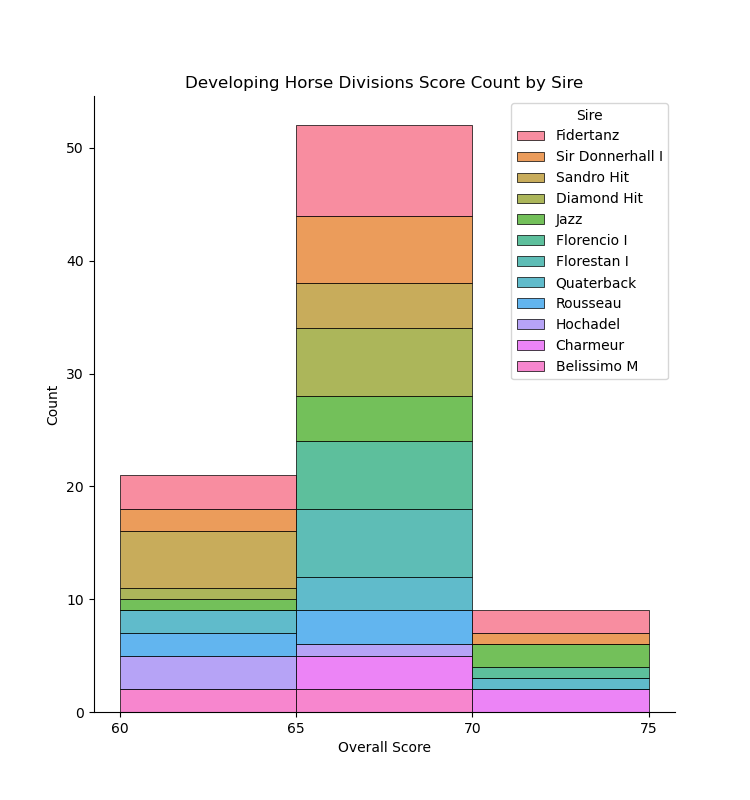 Developing Horse Divisions Score Count by Sire
Sire
Fidertanz
Sir Donnerhall I
Sandro Hit
Diamond Hit
Jazz
Florencio I
Florestan I
Quaterback
Rousseau
Hochadel
Charmeur
Belissimo M
50
40
30
20
10
0
Count
60 65 70 75
Overall Score